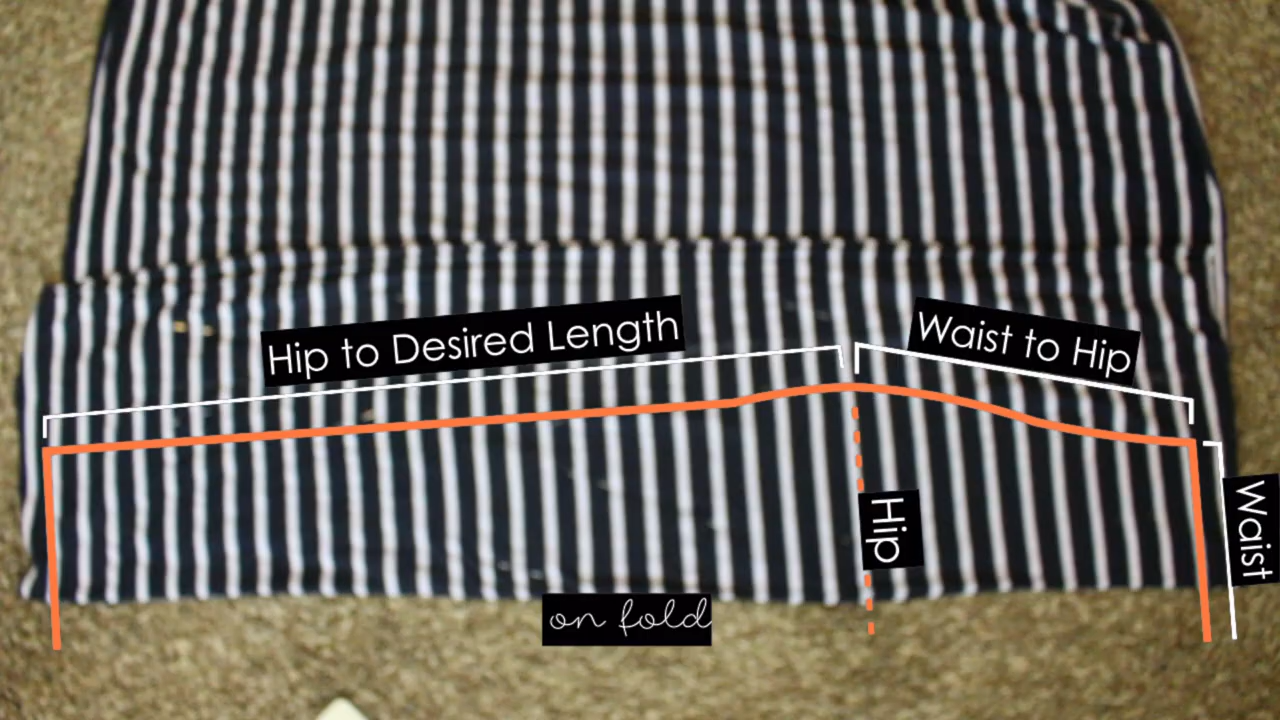 Hip to Desired Length
Waist to Hip
Hip
Waist
on fold